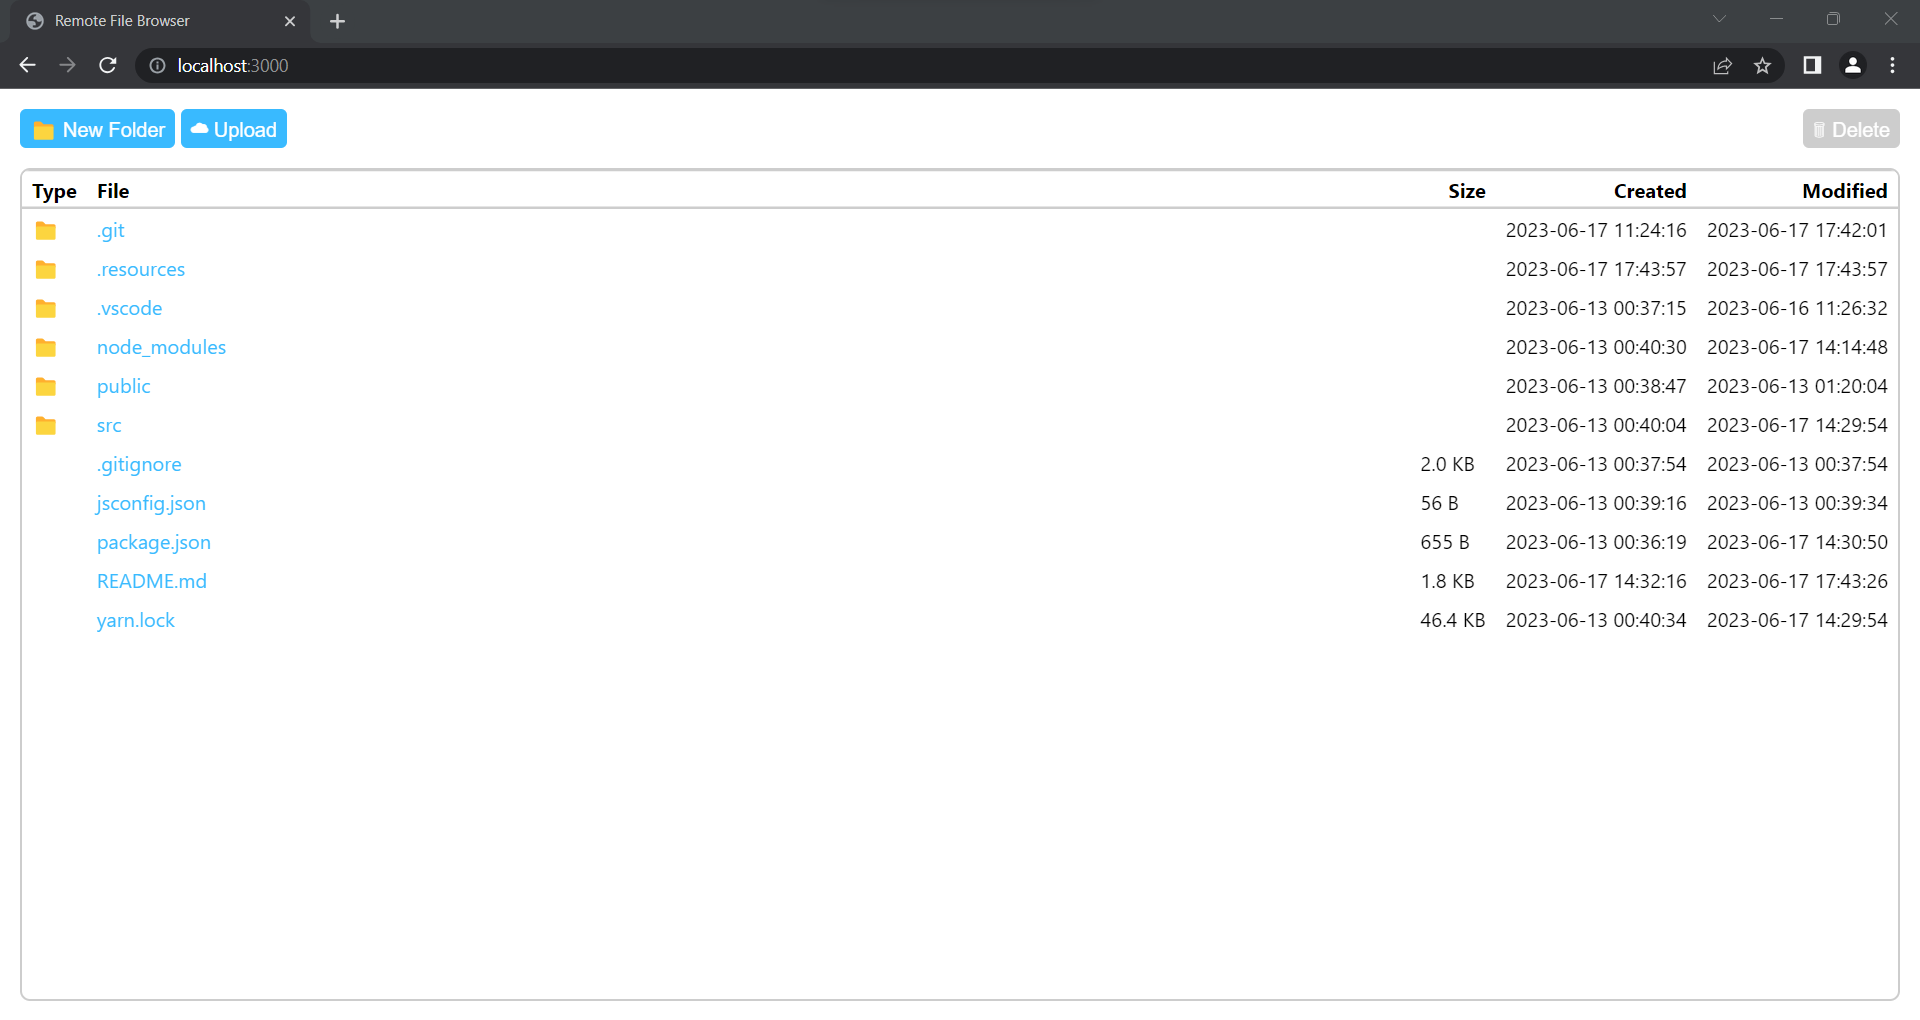 Remote File Browser
localhost:3000
New Folder Upload Delete
Type File Size Created Modified
.git 2023-06-17 11:24:16 2023-06-17 17:42:01
.resources 2023-06-17 17:43:57 2023-06-17 17:43:57
.vscode 2023-06-13 00:37:15 2023-06-16 11:26:32
node_modules 2023-06-13 00:40:30 2023-06-17 14:14:48
public 2023-06-13 00:38:47 2023-06-13 01:20:04
src 2023-06-13 00:40:04 2023-06-17 14:29:54
.gitignore 2.0 KB 2023-06-13 00:37:54 2023-06-13 00:37:54
jsconfig.json 56 B 2023-06-13 00:39:16 2023-06-13 00:39:34
package.json 655 B 2023-06-13 00:36:19 2023-06-17 14:30:50
README.md 1.8 KB 2023-06-17 14:32:16 2023-06-17 17:43:26
yarn.lock 46.4 KB 2023-06-13 00:40:34 2023-06-17 14:29:54